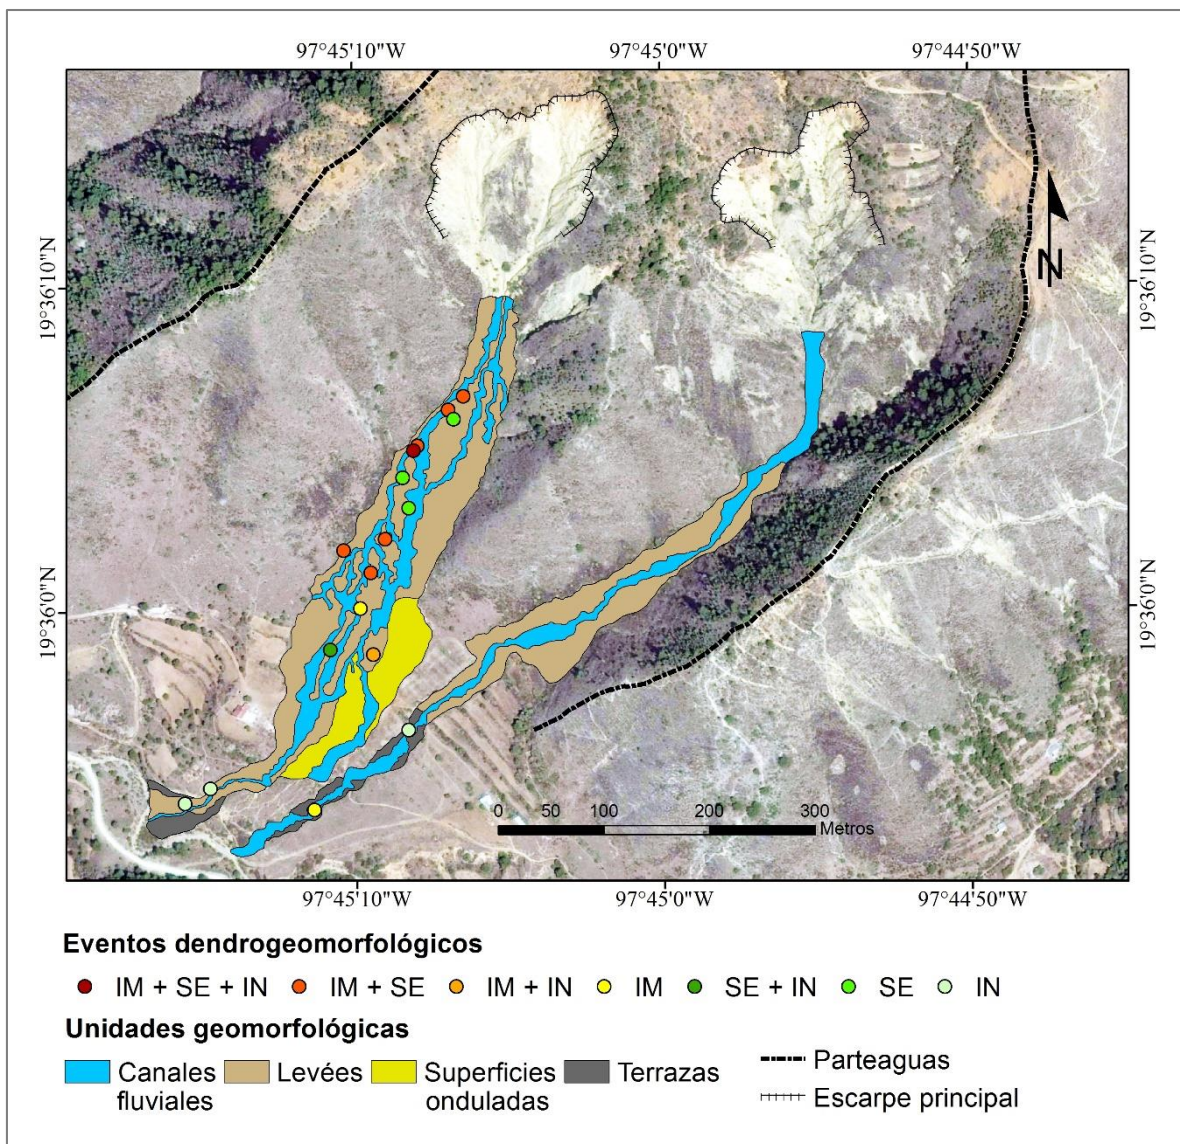 97°45'10"W 97°45'0"W 97°44'50"W
19°36'10"N 19°36'10"N
N
19°36'0"N 19°36'0"N
0 50 100 200 300
Metros
97°45'10"W 97°45'0"W 97°44'50"W
Eventos dendrogeomorfológicos
IM + SE + IN IM + SE IM + IN IM SE + IN SE IN
Unidades geomorfológicas
Canales fluviales
Levées
Superficies onduladas
Terrazas
Parteaguas
Escarpe principal